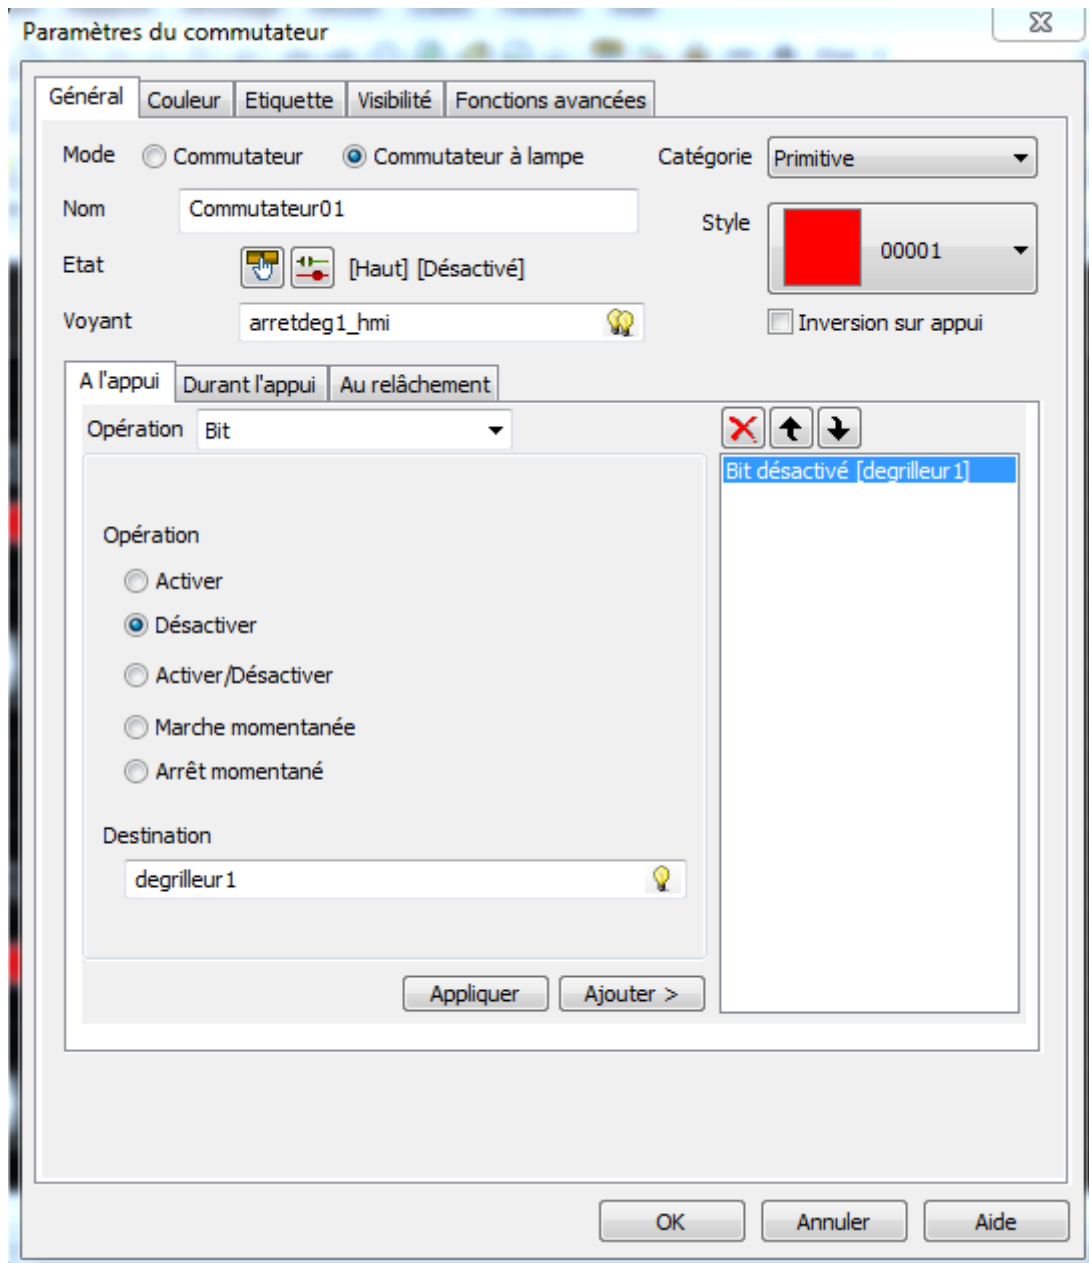 Paramètres du commutateur
Général Couleur Etiquette Visibilité Fonctions avancées
Mode Commutateur Commutateur à lampe Catégorie Primitive
Nom Commutateur01
Style 00001
Etat [Haut] [Désactivé]
Voyant arretdeg1_hmi Inversion sur appui
A l'appui Durant l'appui Au relâchement
Opération Bit
Bit désactivé [degrilleur1]
Opération
Activer
Désactiver
Activer/Désactiver
Marche momentanée
Arrêt momentané
Destination
degrilleur1
Appliquer Ajouter >
OK Annuler Aide